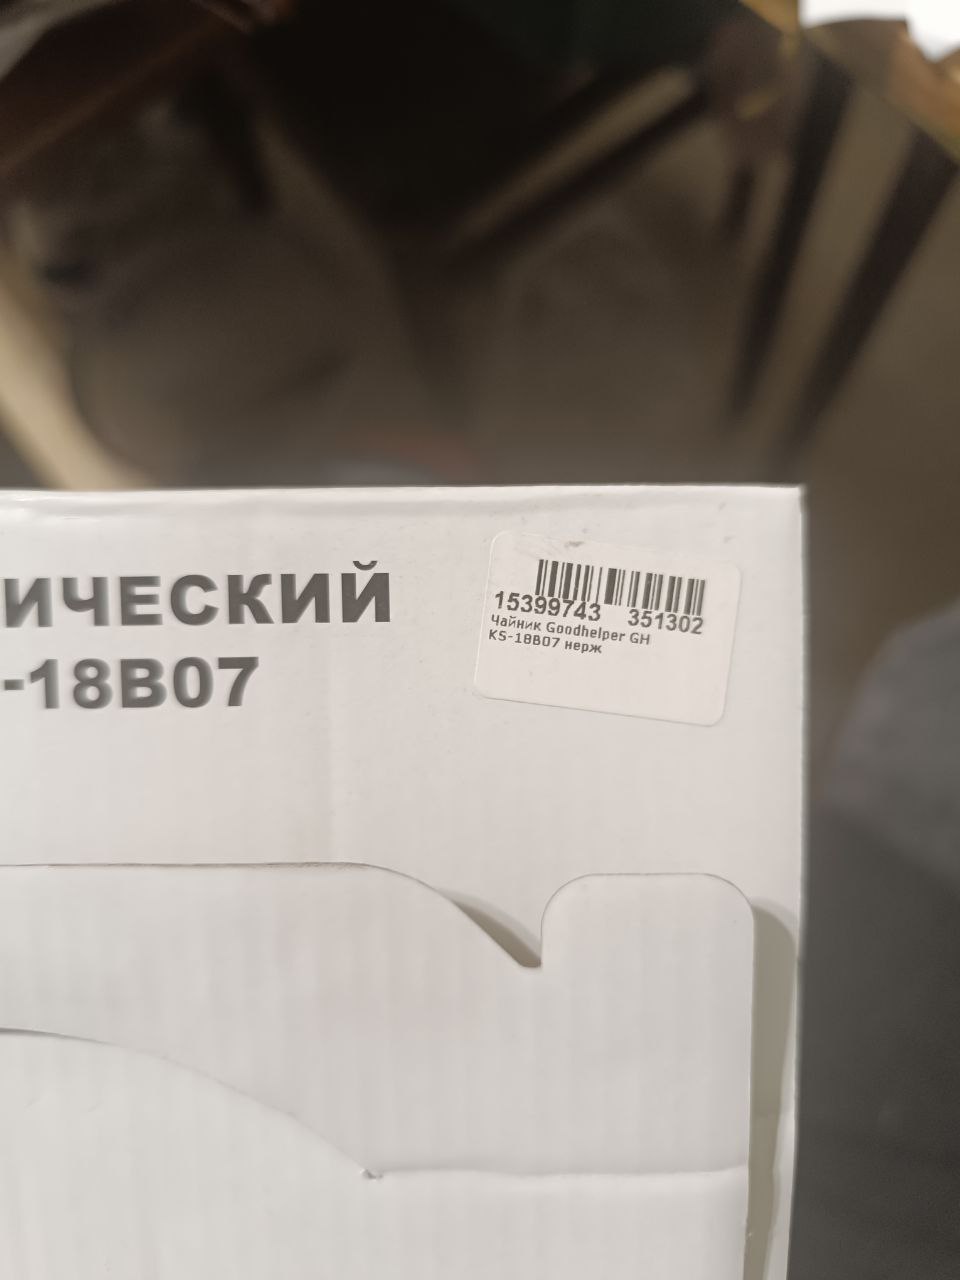 ИЧЕСКИЙ
-18B07
15399743 351302
Чайник Goodhelper GH
KS-18B07 нерж